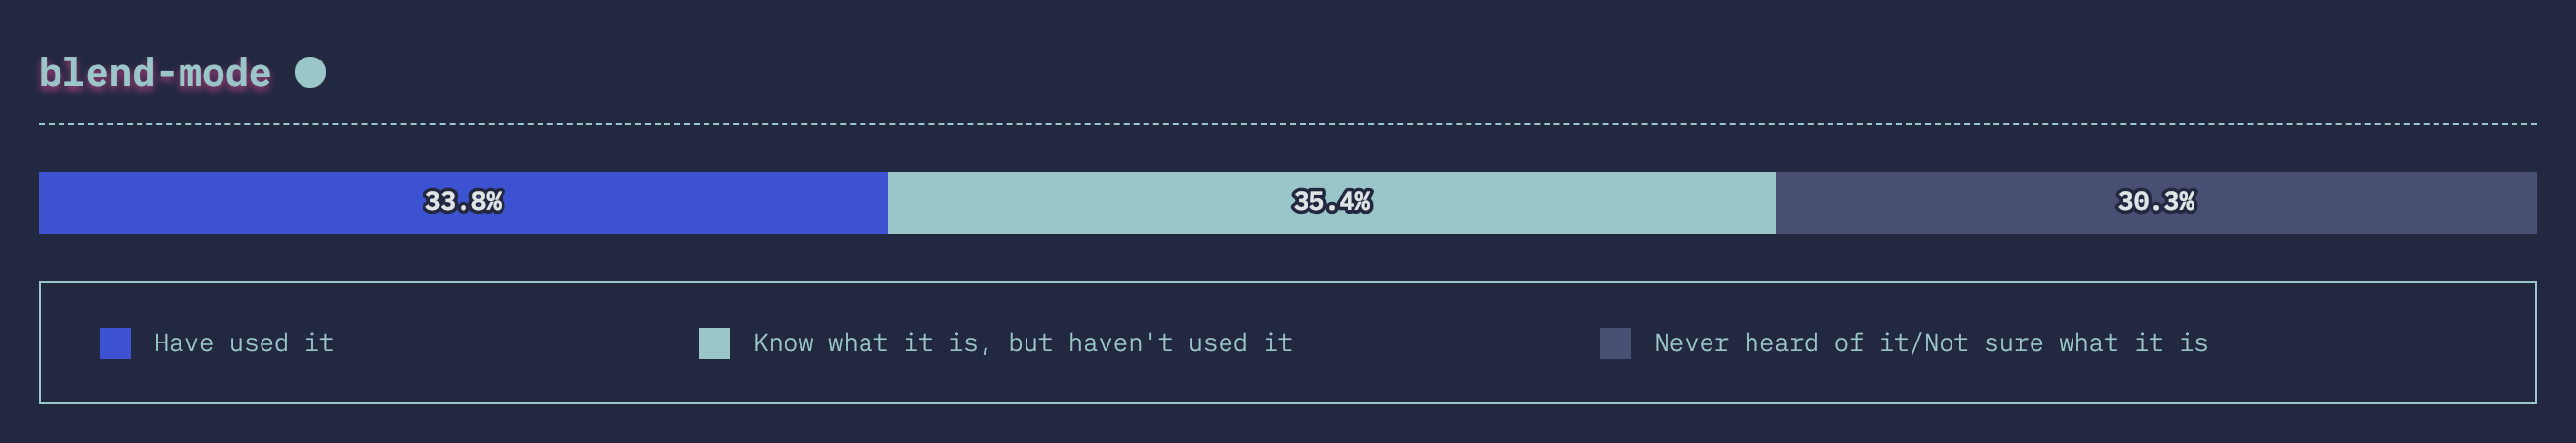 blend-mode
33.8% 35.4% 30.3%
Have used it Know what it is, but haven't used it Never heard of it/Not sure what it is